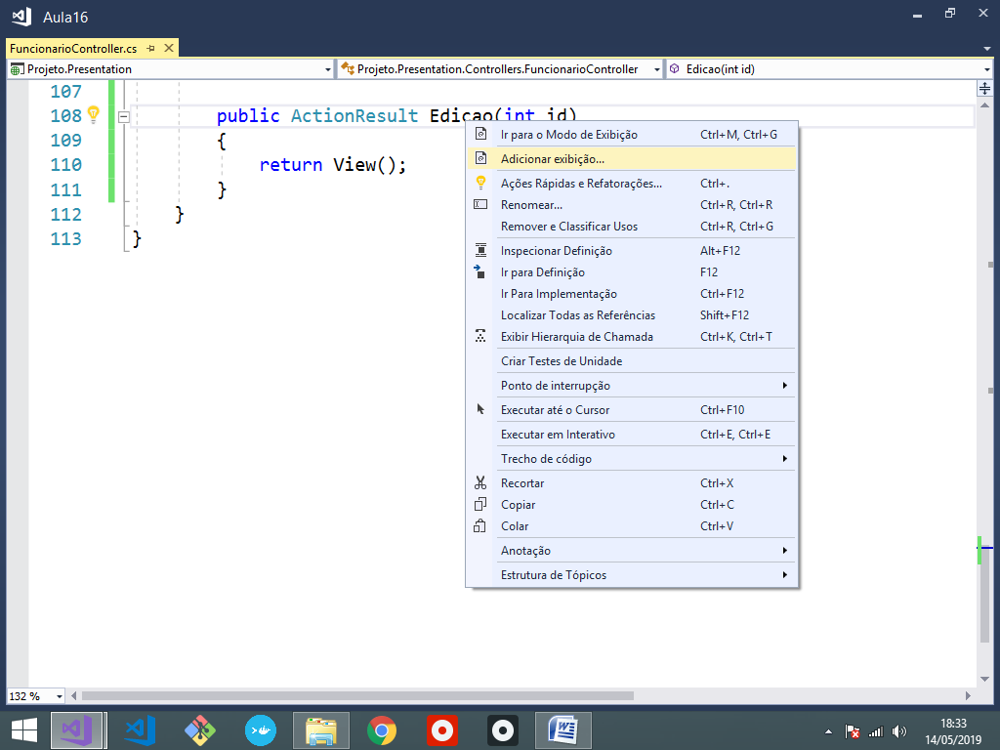 Aula16
FuncionarioController.cs
Projeto.Presentation
Projeto.Presentation.Controllers.FuncionarioController
Edicao(int id)
107
108 public ActionResult Edicao(int id)
109 {
110 return View();
111 }
112 }
113 }
Ir para o Modo de Exibição Ctrl+M, Ctrl+G
Adicionar exibição...
Ações Rápidas e Refatorações... Ctrl+.
Renomear... Ctrl+R, Ctrl+R
Remover e Classificar Usos Ctrl+R, Ctrl+G
Inspecionar Definição Alt+F12
Ir para Definição F12
Ir Para Implementação Ctrl+F12
Localizar Todas as Referências Shift+F12
Exibir Hierarquia de Chamada Ctrl+K, Ctrl+T
Criar Testes de Unidade
Ponto de interrupção
Executar até o Cursor Ctrl+F10
Executar em Interativo Ctrl+E, Ctrl+E
Trecho de código
Recortar Ctrl+X
Copiar Ctrl+C
Colar Ctrl+V
Anotação
Estrutura de Tópicos
132 %
18:33
14/05/2019